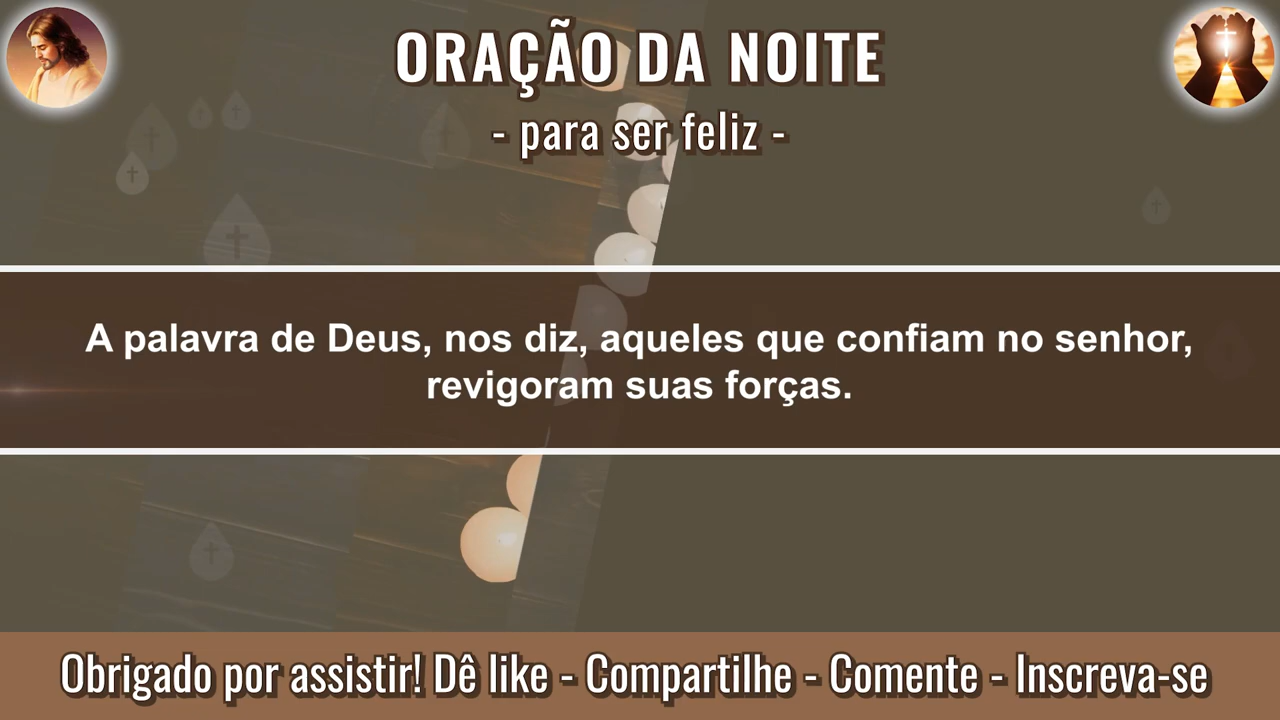 ORAÇÃO DA NOITE
- para ser feliz -
A palavra de Deus, nos diz, aqueles que confiam no senhor,
revigoram suas forças.
Obrigado por assistir! Dê like - Compartilhe - Comente - Inscreva-se